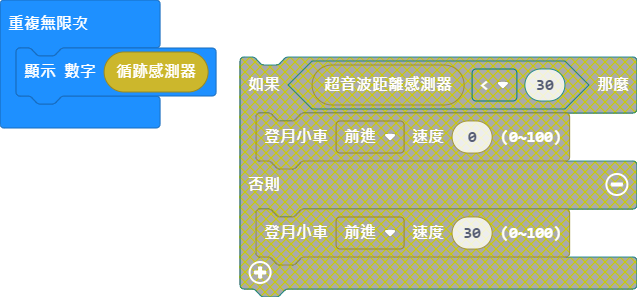 重複無限次
顯示 數字 循跡感測器
如果 超音波距離感測器 < 30 那麼
登月小車 前進 速度 0 (0~100)
否則
登月小車 前進 速度 30 (0~100)